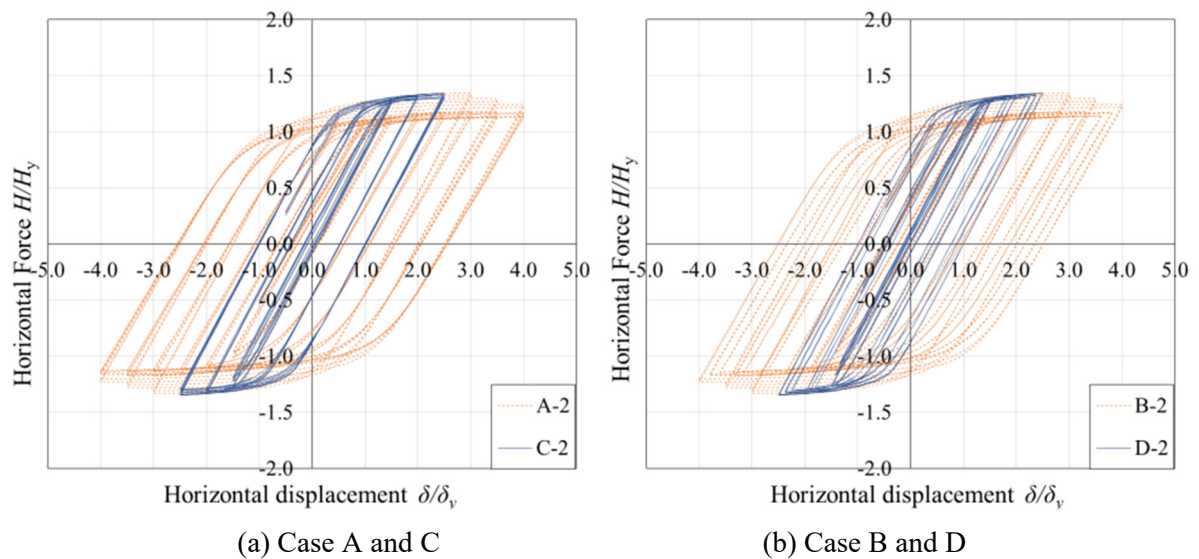 2.0
1.5
1.0
0.5
0.0
-5.0 -4.0 -3.0 -2.0 -1.0 0.0 1.0 2.0 3.0 4.0 5.0
-0.5
-1.0
-1.5
-2.0
Horizontal Force H/Hy
Horizontal displacement δ/δy
A-2
C-2
(a) Case A and C
2.0
1.5
1.0
0.5
0.0
-5.0 -4.0 -3.0 -2.0 -1.0 0.0 1.0 2.0 3.0 4.0 5.0
-0.5
-1.0
-1.5
-2.0
Horizontal Force H/Hy
Horizontal displacement δ/δy
B-2
D-2
(b) Case B and D